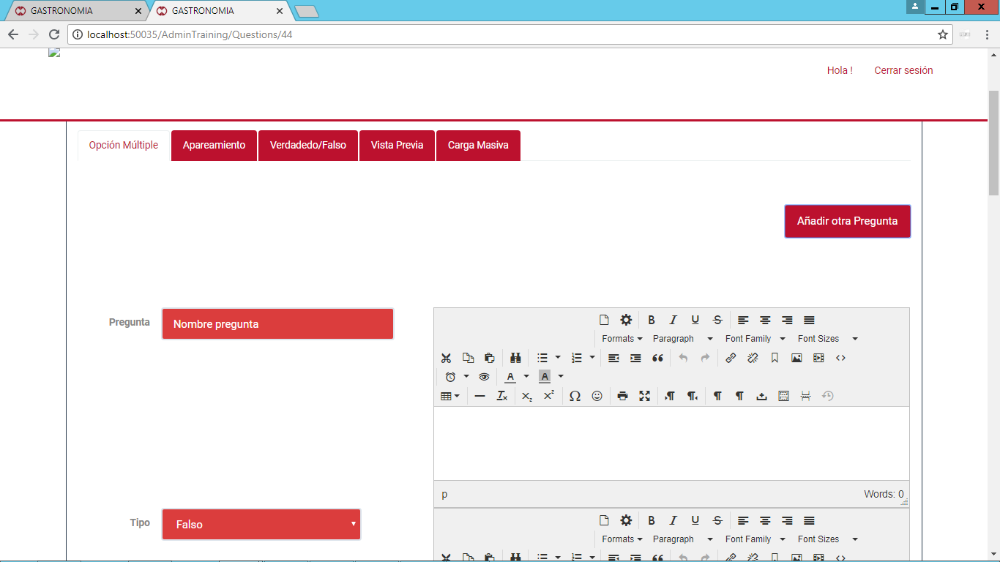 GASTRONOMIA
GASTRONOMIA
localhost:50035/AdminTraining/Questions/44
Hola !
Cerrar sesión
Opción Múltiple
Apareamiento
Verdadedo/Falso
Vista Previa
Carga Masiva
Añadir otra Pregunta
Pregunta
Nombre pregunta
Formats
Paragraph
Font Family
Font Sizes
p
Words: 0
Tipo
Falso
Formats
Paragraph
Font Family
Font Sizes